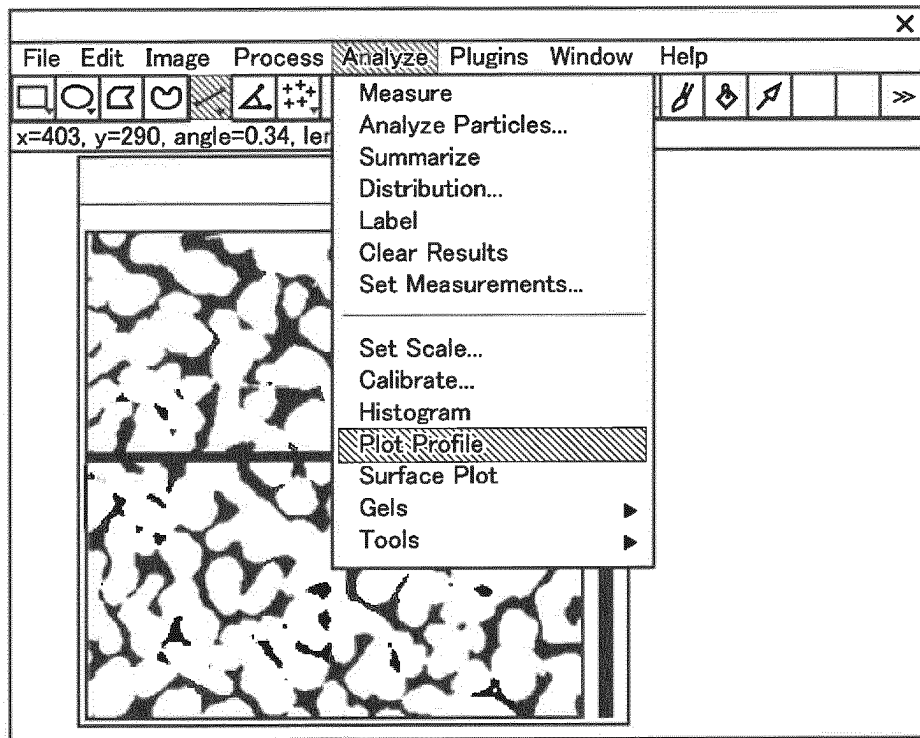 ×
File Edit Image Process Analyze Plugins Window Help
>>
x=403, y=290, angle=0.34, ler
Measure
Analyze Particles...
Summarize
Distribution...
Label
Clear Results
Set Measurements...
Set Scale...
Calibrate...
Histogram
Plot Profile
Surface Plot
Gels
Tools